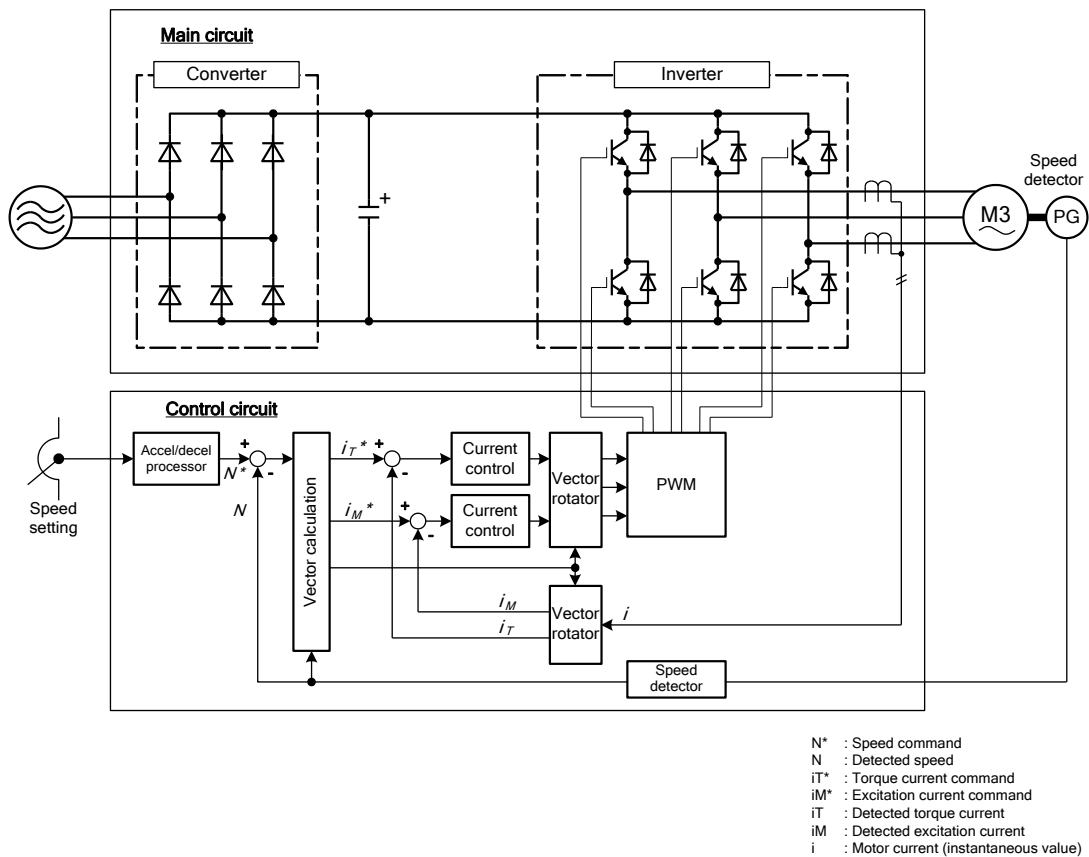 Main circuit
Converter
Inverter
+
Speed
detector
M3
PG
Control circuit
Accel/decel
processor
+
N*
-
N
Speed
setting
Vector calculation
iT*
+
-
iM*
+
-
Current
control
Current
control
Vector
rotator
PWM
iM
iT
Vector
rotator
i
Speed
detector
N* : Speed command
N : Detected speed
iT* : Torque current command
iM* : Excitation current command
iT : Detected torque current
iM : Detected excitation current
i : Motor current (instantaneous value)